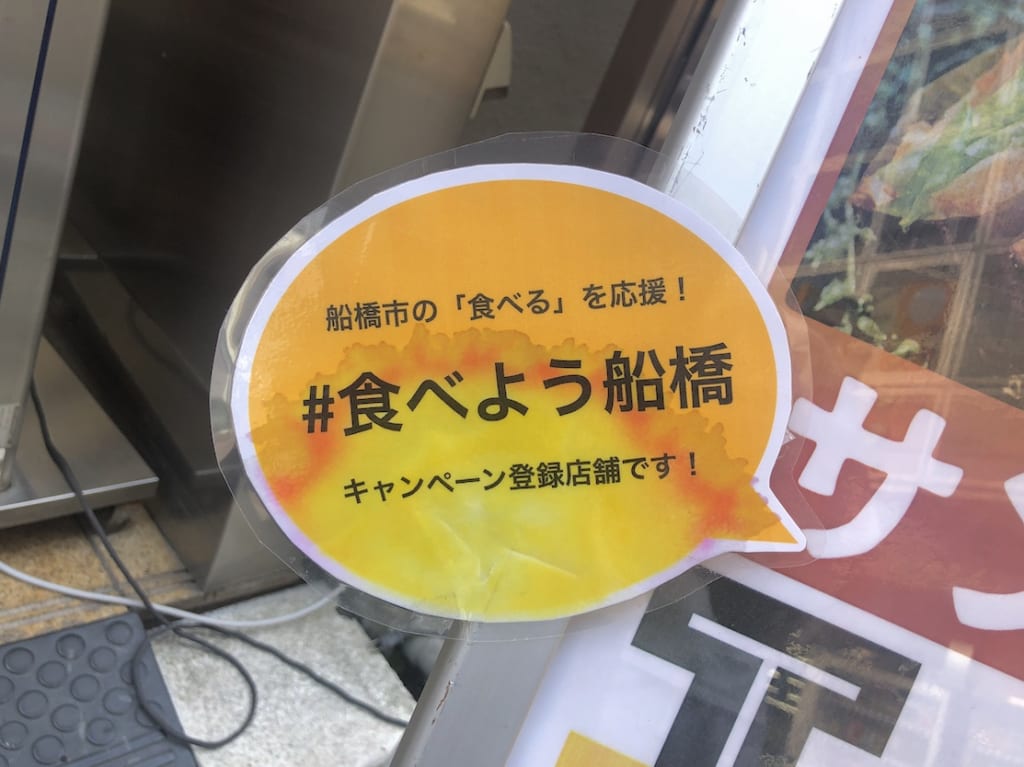 船橋市の「食べる」を応援！
#食べよう船橋
キャンペーン登録店舗です！
サ